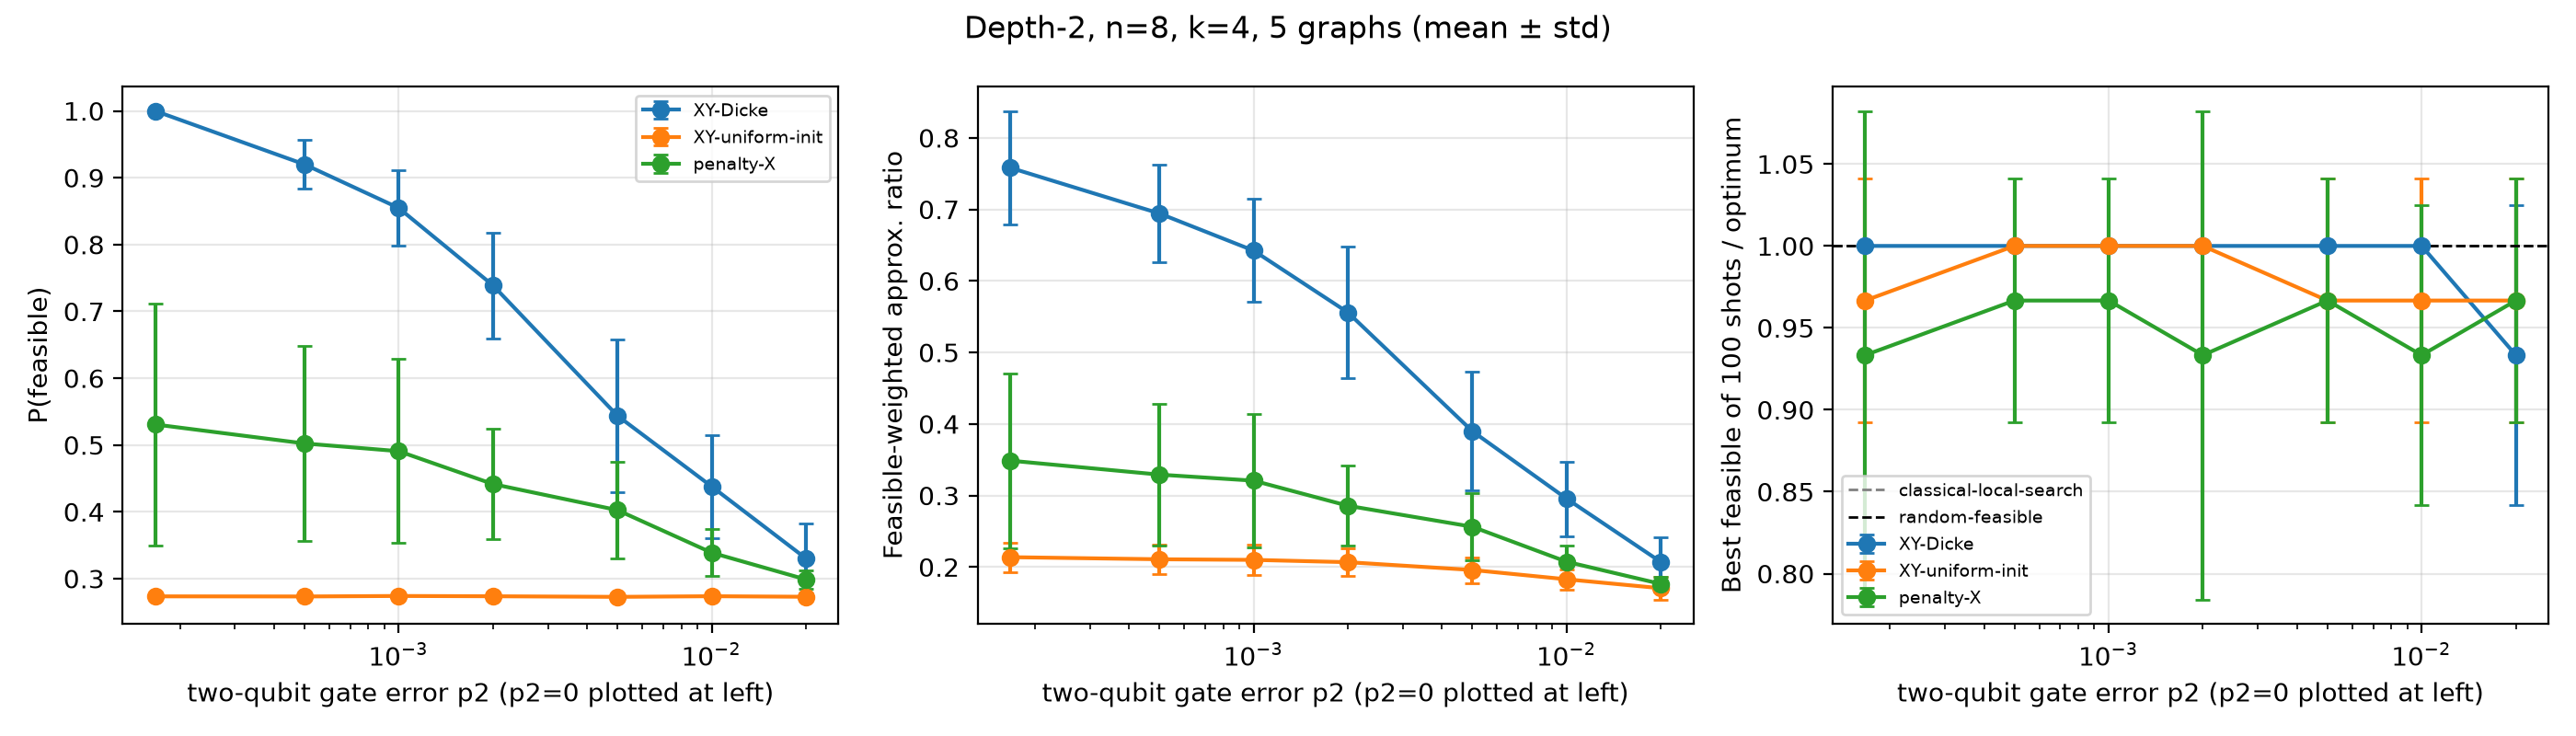 Depth-2, n=8, k=4, 5 graphs (mean ± std)
P(feasible)
1.0
0.9
0.8
0.7
0.6
0.5
0.4
0.3
XY-Dicke
XY-uniform-init
penalty-X
10⁻³
10⁻²
two-qubit gate error p2 (p2=0 plotted at left)
Feasible-weighted approx. ratio
0.8
0.7
0.6
0.5
0.4
0.3
0.2
10⁻³
10⁻²
two-qubit gate error p2 (p2=0 plotted at left)
Best feasible of 100 shots / optimum
1.05
1.00
0.95
0.90
0.85
0.80
classical-local-search
random-feasible
XY-Dicke
XY-uniform-init
penalty-X
10⁻³
10⁻²
two-qubit gate error p2 (p2=0 plotted at left)